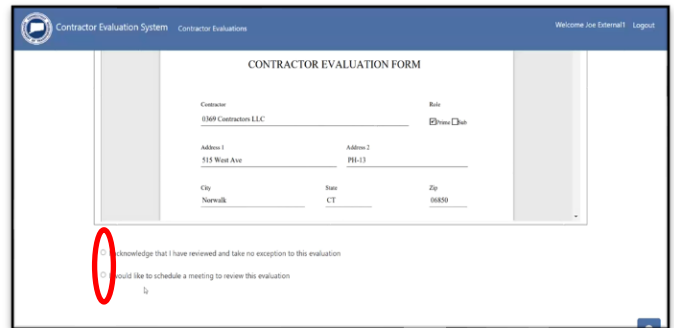 Contractor Evaluation System Contractor Evaluations Welcome Joe External1 Logout
CONTRACTOR EVALUATION FORM
Contractor Role
0369 Contractors LLC Prime Sub
Address 1 Address 2
515 West Ave PH-13
City State Zip
Norwalk CT 06850
I acknowledge that I have reviewed and take no exception to this evaluation
I would like to schedule a meeting to review this evaluation